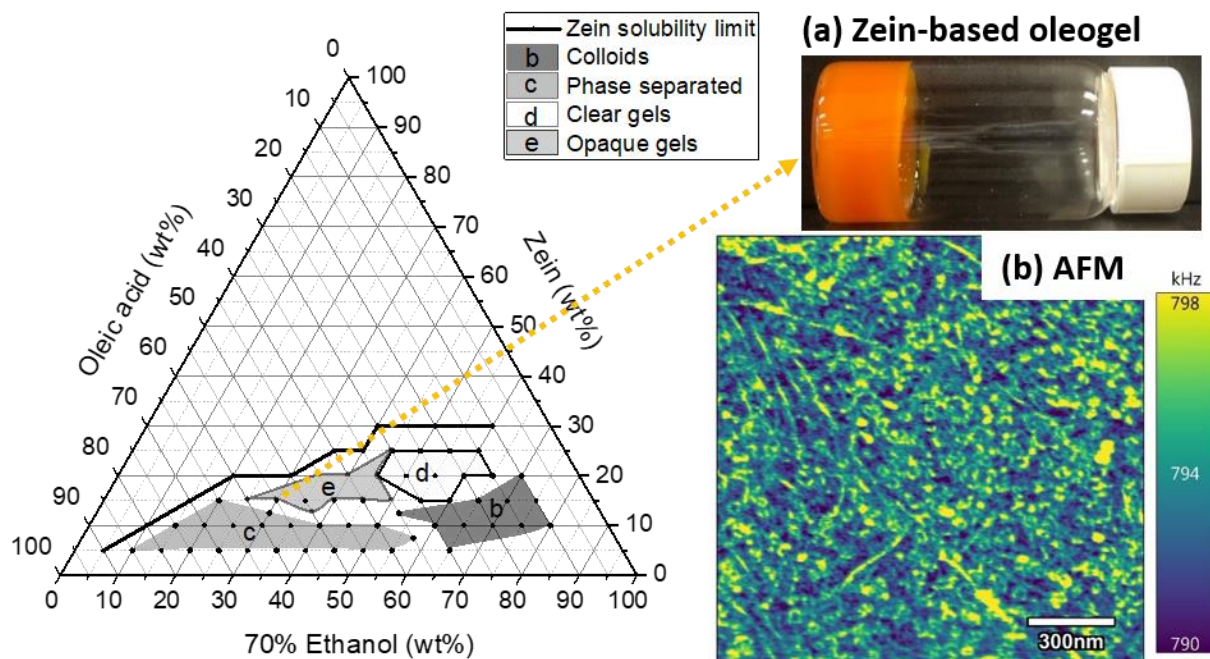 Zein solubility limit
b Colloids
c Phase separated
d Clear gels
e Opaque gels
(a) Zein-based oleogel
0
10
20
30
40
50
60
70
80
90
100
Oleic acid (wt%)
100
90
80
70
60
50
40
30
20
10
0
Zein (wt%)
e
d
b
c
0 10 20 30 40 50 60 70 80 90 100
70% Ethanol (wt%)
(b) AFM
kHz
798
794
790
300nm